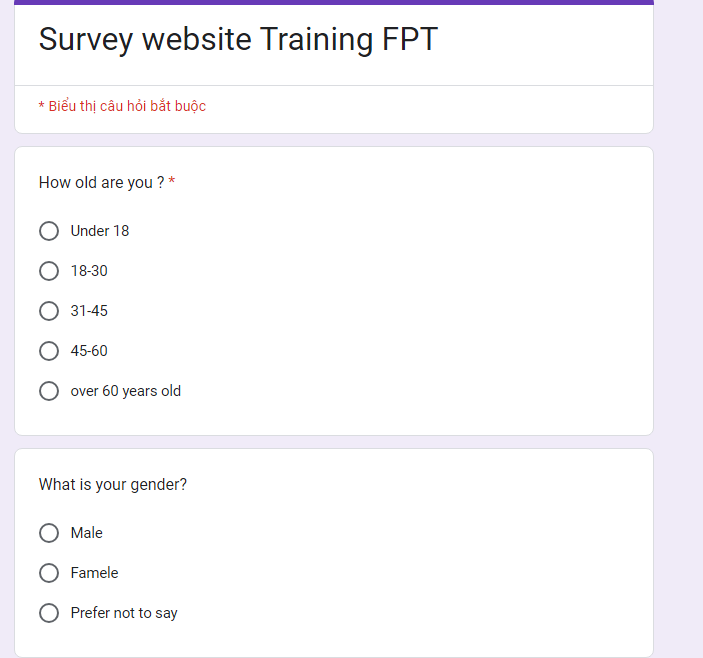 Survey website Training FPT
* Biểu thị câu hỏi bắt buộc
How old are you ? *
Under 18
18-30
31-45
45-60
over 60 years old
What is your gender?
Male
Famele
Prefer not to say